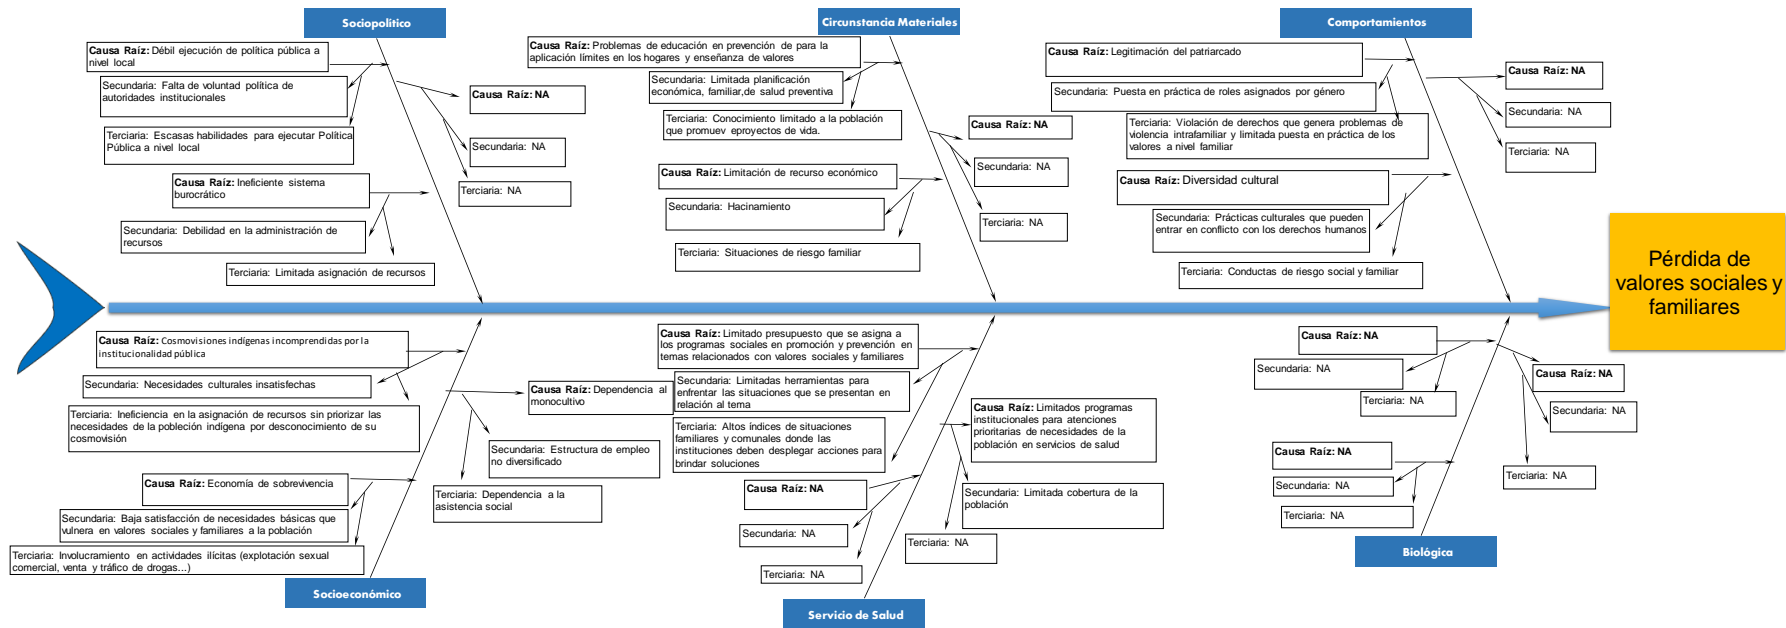 Sociopolítico
Causa Raíz: Débil ejecución de política pública a
nivel local
Secundaria: Falta de voluntad política de
autoridades institucionales
Terciaria: Escasas habilidades para ejecutar Política
Pública a nivel local
Causa Raíz: NA
Secundaria: NA
Terciaria: NA
Causa Raíz: Ineficiente sistema
burocrático
Secundaria: Debilidad en la administración de
recursos
Terciaria: Limitada asignación de recursos
Circunstancia Materiales
Causa Raíz: Problemas de educación en prevención de para la
aplicación límites en los hogares y enseñanza de valores
Secundaria: Limitada planificación
económica, familiar,de salud preventiva
Terciaria: Conocimiento limitado a la población
que promuev eproyectos de vida.
Causa Raíz: NA
Secundaria: NA
Terciaria: NA
Causa Raíz: Limitación de recurso económico
Secundaria: Hacinamiento
Terciaria: Situaciones de riesgo familiar
Comportamientos
Causa Raíz: Legitimación del patriarcado
Secundaria: Puesta en práctica de roles asignados por género
Terciaria: Violación de derechos que genera problemas de
violencia intrafamiliar y limitada puesta en práctica de los
valores a nivel familiar
Causa Raíz: NA
Secundaria: NA
Terciaria: NA
Causa Raíz: Diversidad cultural
Secundaria: Prácticas culturales que pueden
entrar en conflicto con los derechos humanos
Terciaria: Conductas de riesgo social y familiar
Pérdida de
valores sociales y
familiares
Causa Raíz: Cosmovisiones indígenas incomprendidas por la
institucionalidad pública
Secundaria: Necesidades culturales insatisfechas
Terciaria: Ineficiencia en la asignación de recursos sin priorizar las
necesidades de la pobleción indígena por desconocimiento de su
cosmovisión
Causa Raíz: Dependencia al
monocultivo
Secundaria: Estructura de empleo
no diversificado
Terciaria: Dependencia a la
asistencia social
Causa Raíz: Economía de sobrevivencia
Secundaria: Baja satisfacción de necesidades básicas que
vulnera en valores sociales y familiares a la población
Terciaria: Involucramiento en actividades ilícitas (explotación sexual
comercial, venta y tráfico de drogas...)
Socioeconómico
Causa Raíz: Limitado presupuesto que se asigna a
los programas sociales en promoción y prevención en
temas relacionados con valores sociales y familiares
Secundaria: Limitadas herramientas para
enfrentar las situaciones que se presentan en
relación al tema
Terciaria: Altos índices de situaciones
familiares y comunales donde las
instituciones deben desplegar acciones para
brindar soluciones
Causa Raíz: Limitados programas
institucionales para atenciones
prioritarias de necesidades de la
población en servicios de salud
Secundaria: Limitada cobertura de la
población
Terciaria: NA
Causa Raíz: NA
Secundaria: NA
Terciaria: NA
Servicio de Salud
Causa Raíz: NA
Secundaria: NA
Terciaria: NA
Causa Raíz: NA
Secundaria: NA
Terciaria: NA
Causa Raíz: NA
Secundaria: NA
Terciaria: NA
Biológica